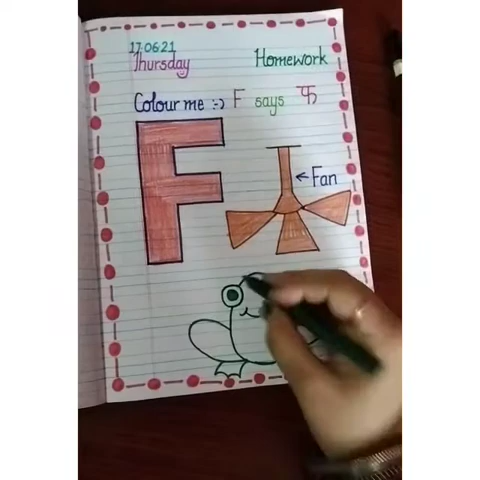 17.06.21
Thursday Homework
Colour me :-) F says फ
F
Fan